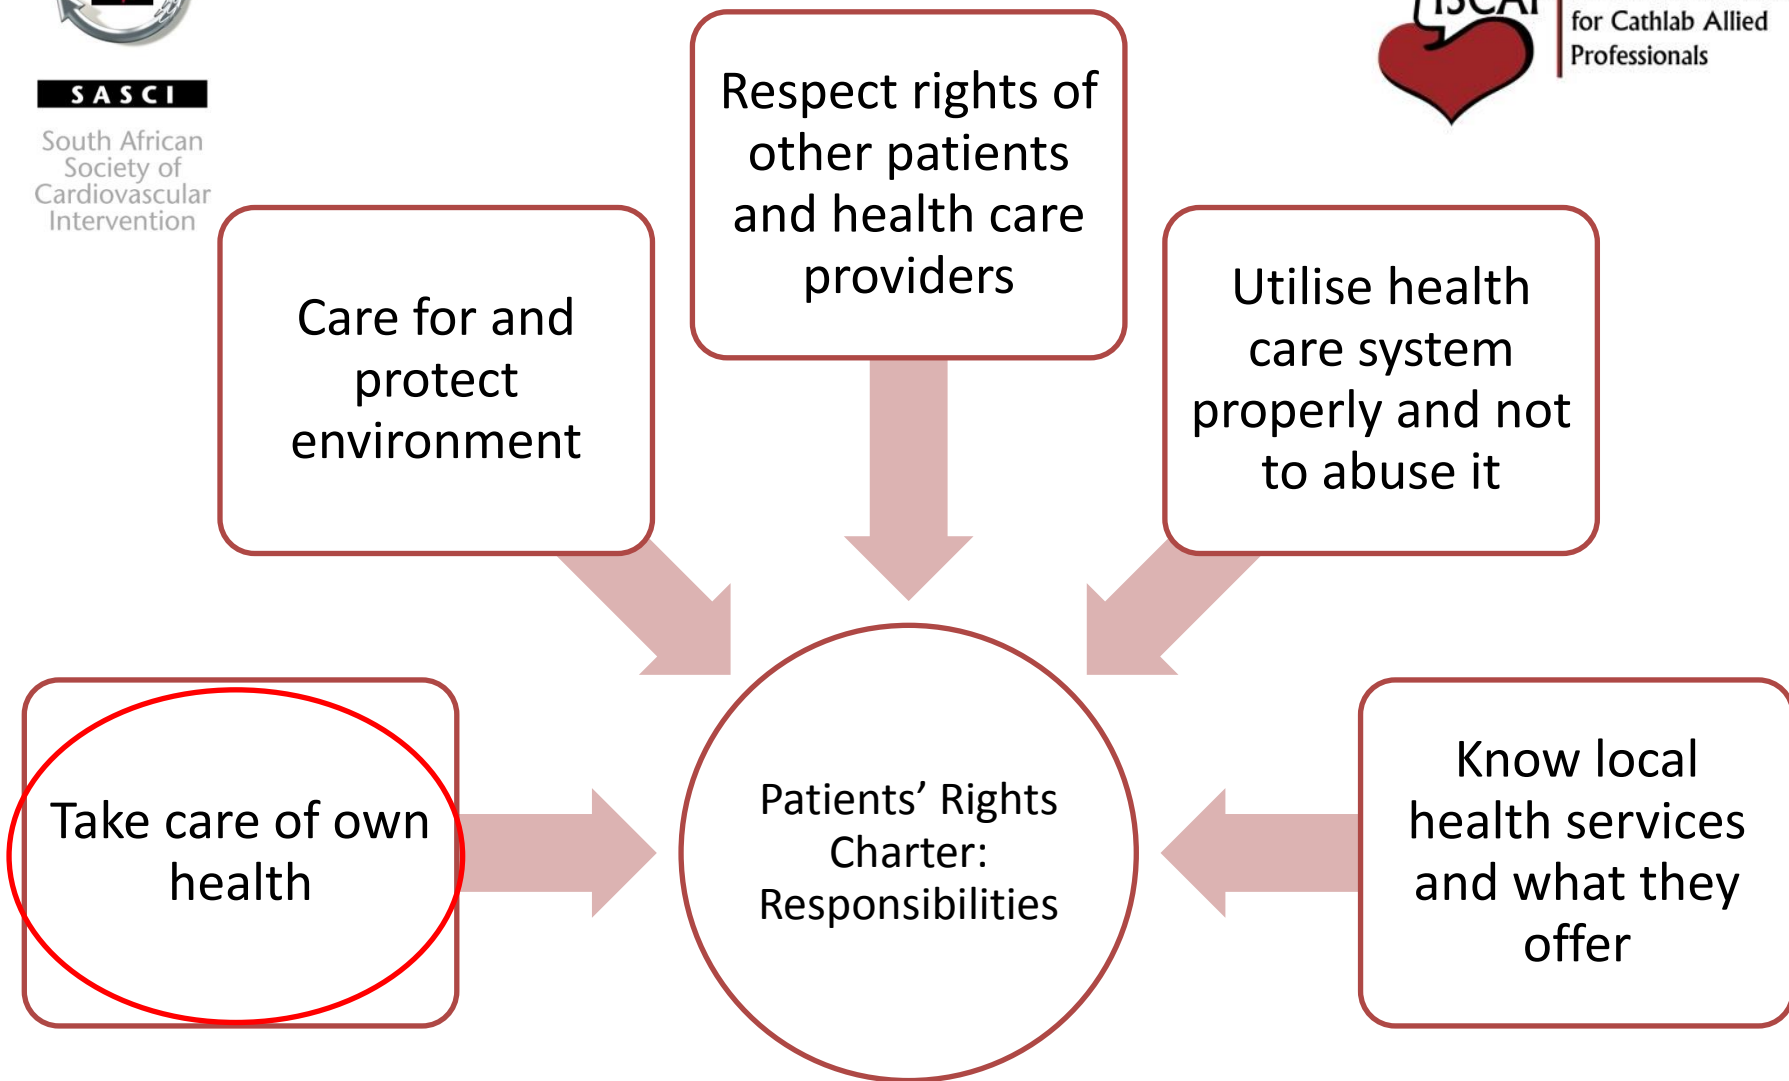 SASCI
South African
Society of
Cardiovascular
Intervention
ISCAP
for Cathlab Allied
Professionals
Respect rights of
other patients
and health care
providers
Care for and
protect
environment
Utilise health
care system
properly and not
to abuse it
Take care of own
health
Patients’ Rights
Charter:
Responsibilities
Know local
health services
and what they
offer